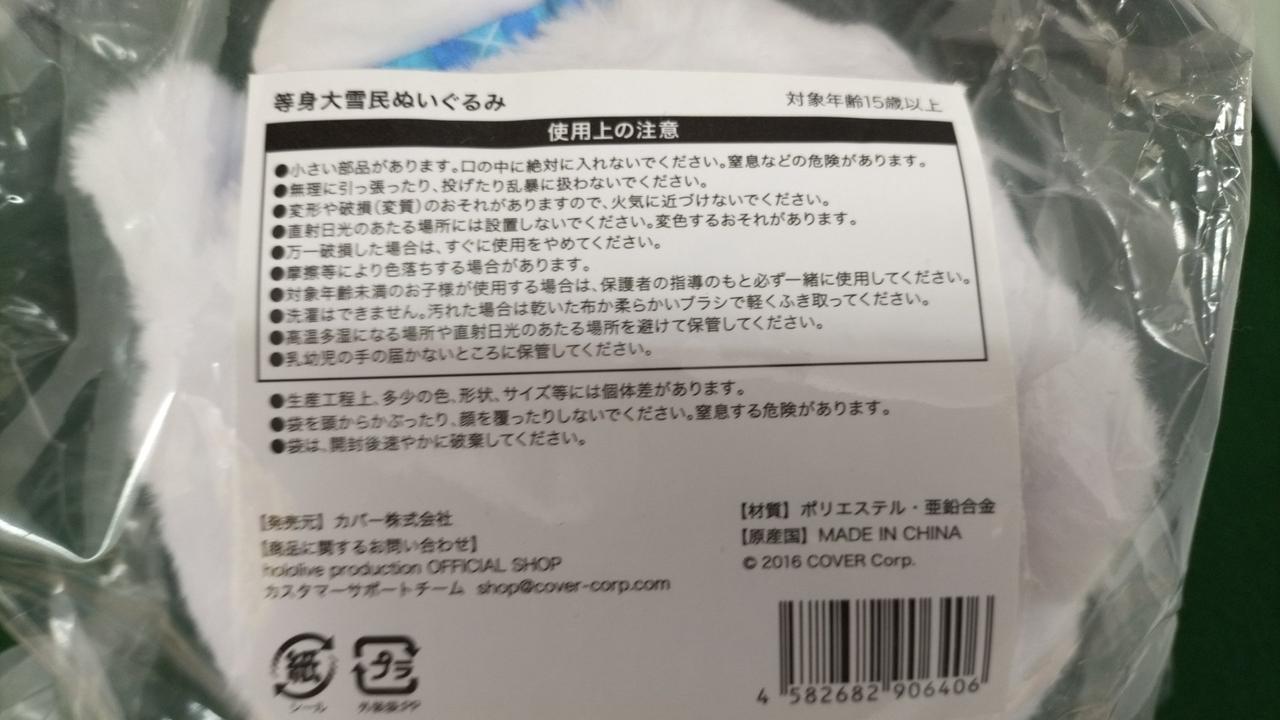 等身大雪民ぬいぐるみ
対象年齢15歳以上
使用上の注意
●小さい部品があります。口の中に絶対に入れないでください。窒息などの危険があります。
●無理に引っ張ったり、投げたり乱暴に扱わないでください。
●変形や破損(変質)のおそれがありますので、火気に近づけないでください。
●直射日光のあたる場所には設置しないでください。変色するおそれがあります。
●万一破損した場合は、すぐに使用をやめてください。
●摩擦等により色落ちする場合があります。
●対象年齢未満のお子様が使用する場合は、保護者の指導のもと必ず一緒に使用してください。
●洗濯はできません。汚れた場合は乾いた布か柔らかいブラシで軽くふき取ってください。
●高温多湿になる場所や直射日光のあたる場所を避けて保管してください。
●乳幼児の手の届かないところに保管してください。
●生産工程上、多少の色、形状、サイズ等には個体差があります。
●袋を頭からかぶったり、顔を覆ったりしないでください。窒息する危険があります。
●袋は、開封後速やかに破棄してください。
【発売元】カバー株式会社
【商品に関するお問い合わせ】
hololive production OFFICIAL SHOP
カスタマーサポートチーム shop@cover-corp.com
【材質】ポリエステル・亜鉛合金
【原産国】MADE IN CHINA
© 2016 COVER Corp.
紙
シール
プラ
4 582682 906406